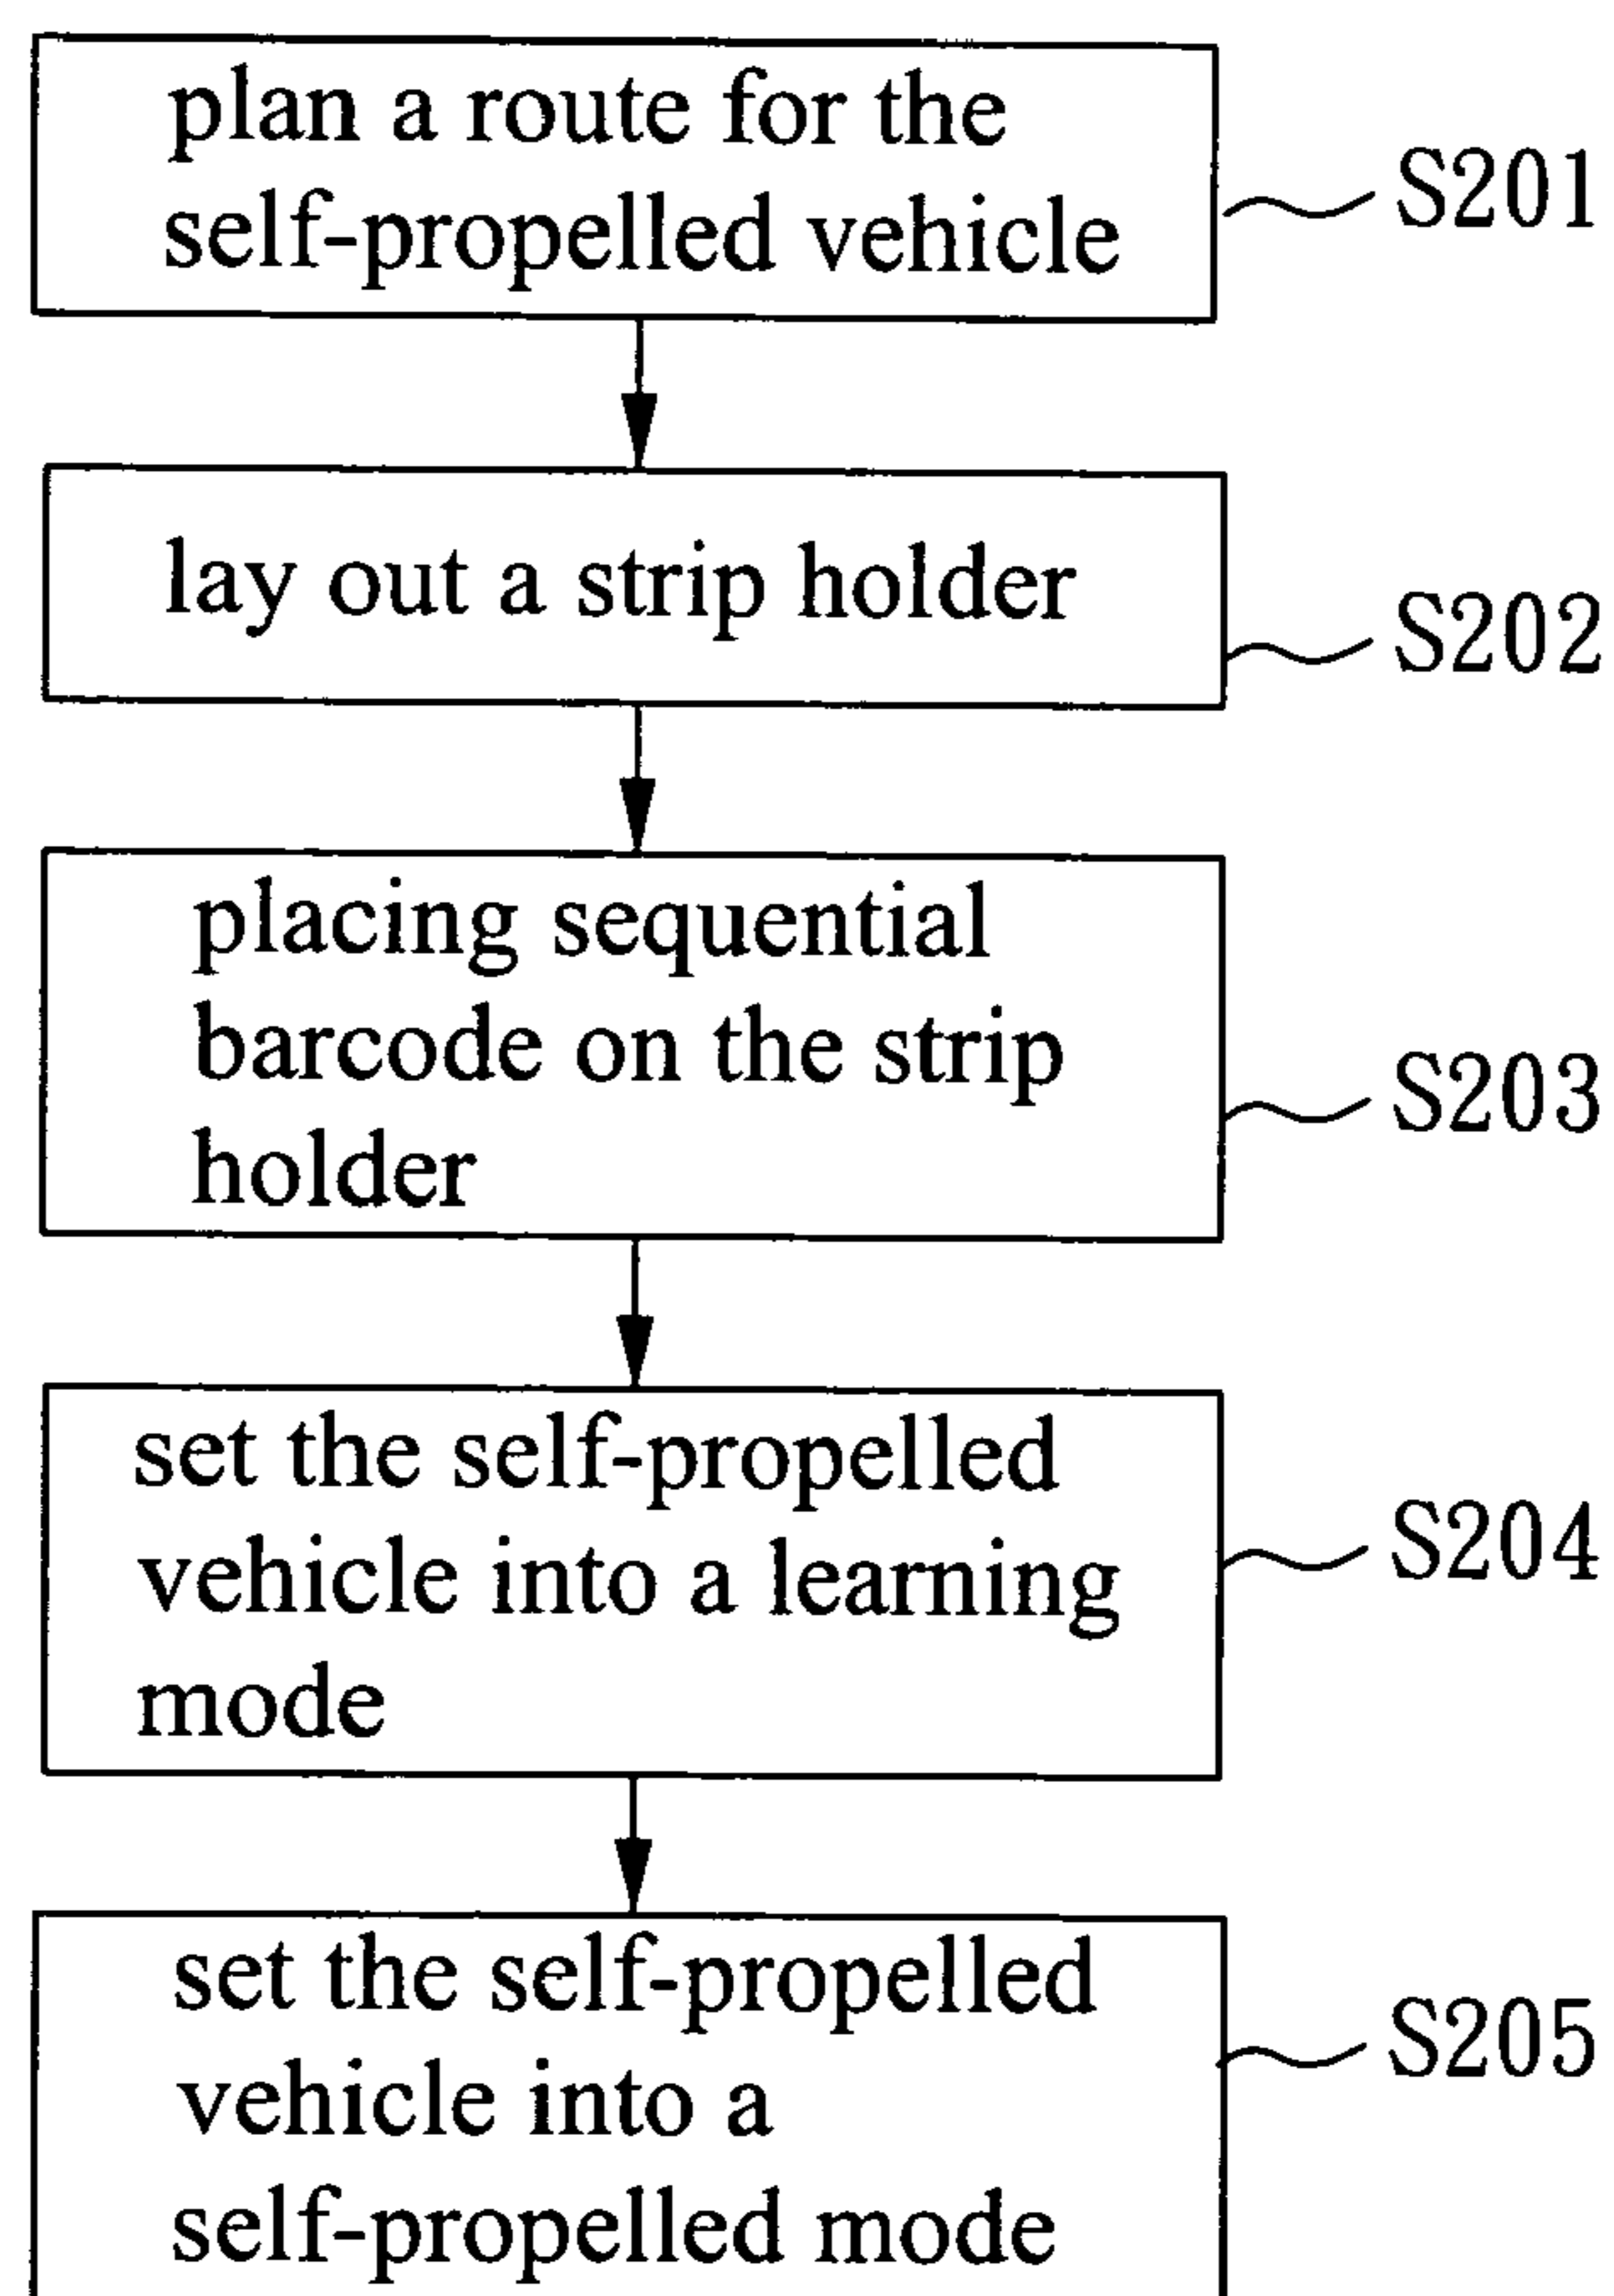 plan a route for the
self-propelled vehicle
S201
lay out a strip holder
S202
placing sequential
barcode on the strip
holder
S203
set the self-propelled
vehicle into a learning
mode
S204
set the self-propelled
vehicle into a
self-propelled mode
S205